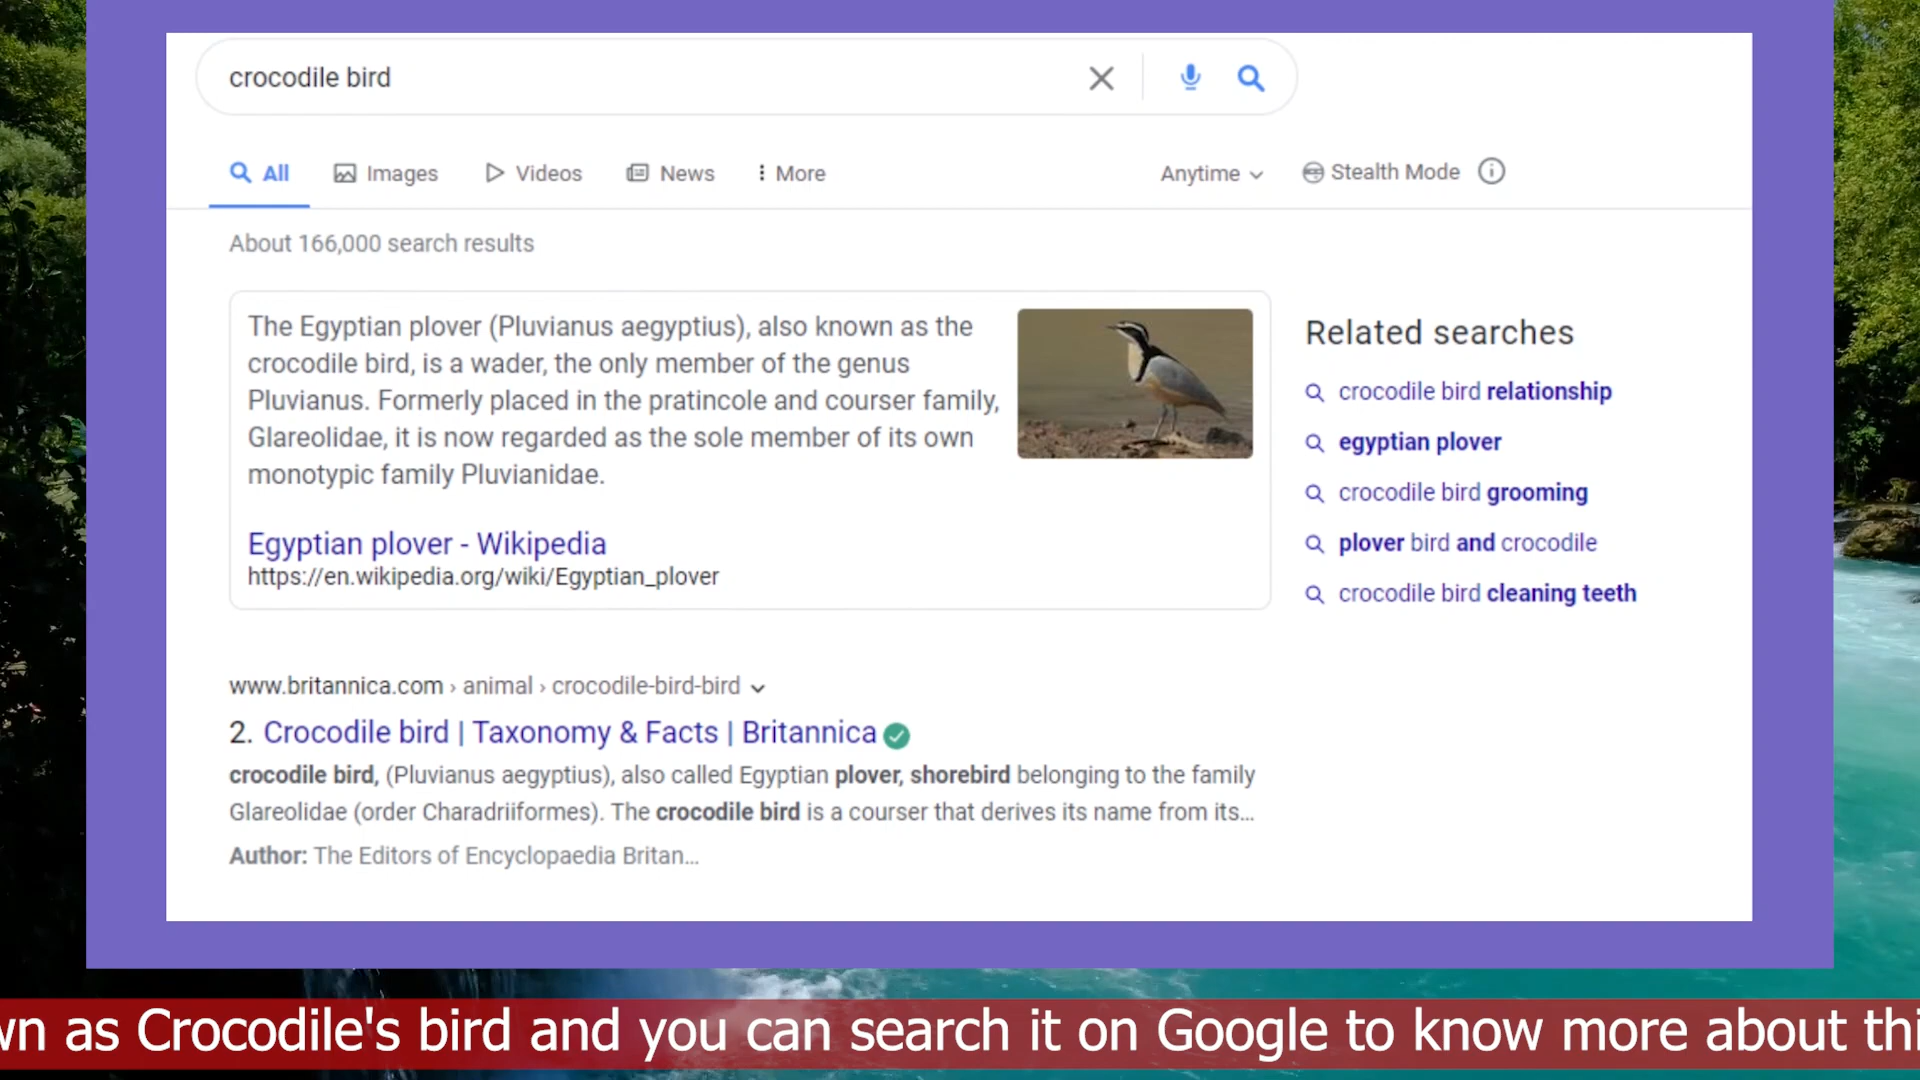 crocodile bird
All Images Videos News More Anytime Stealth Mode
About 166,000 search results
The Egyptian plover (Pluvianus aegyptius), also known as the
crocodile bird, is a wader, the only member of the genus
Pluvianus. Formerly placed in the pratincole and courser family,
Glareolidae, it is now regarded as the sole member of its own
monotypic family Pluvianidae.
Egyptian plover - Wikipedia
https://en.wikipedia.org/wiki/Egyptian_plover
Related searches
crocodile bird relationship
egyptian plover
crocodile bird grooming
plover bird and crocodile
crocodile bird cleaning teeth
www.britannica.com › animal › crocodile-bird-bird
2. Crocodile bird | Taxonomy & Facts | Britannica
crocodile bird, (Pluvianus aegyptius), also called Egyptian plover, shorebird belonging to the family
Glareolidae (order Charadriiformes). The crocodile bird is a courser that derives its name from its...
Author: The Editors of Encyclopaedia Britan...
as Crocodile's bird and you can search it on Google to know more about